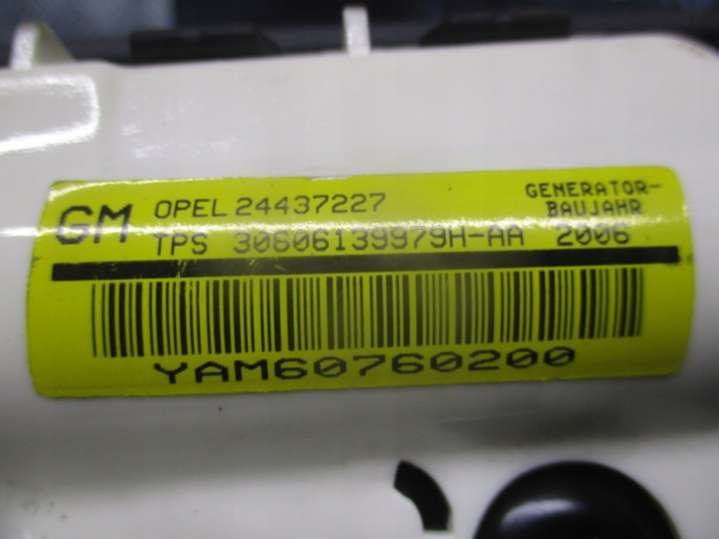 GM OPEL 24437227 GENERATOR-
BAUJAHR
TPS 30606139979H-AA 2006
YAM60760200